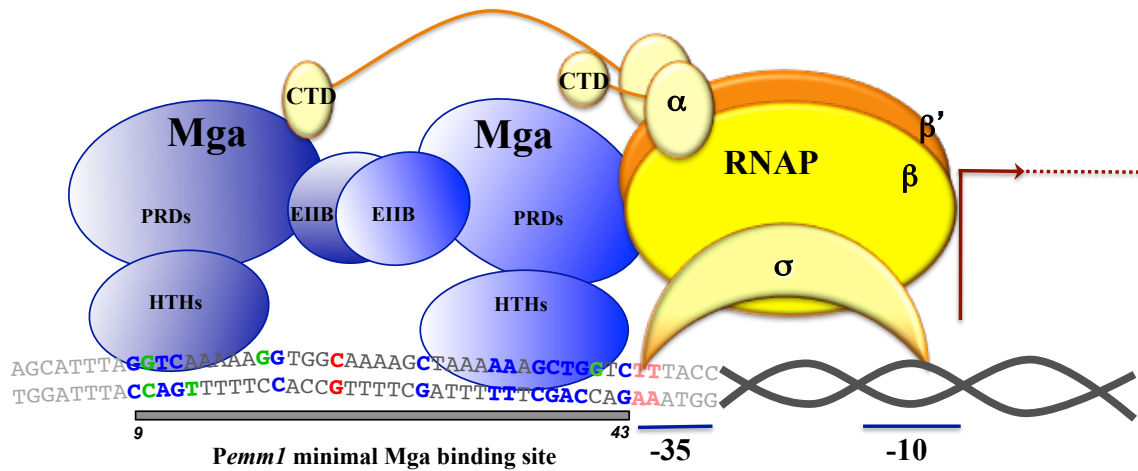 CTD
CTD
α
Mga
Mga
RNAP
β'
β
PRDs
EIIB
EIIB
PRDs
σ
HTHs
HTHs
AGCATTTAGGTCAAAAAGGTGGCAAAAGCTAAAAAAGCTGGTCTTTACC
TGGATTTACCAGTTTTTCCACCGTTTTCGATTTTTTCGACCAGAAATGG
9 43
-35 -10
Pemm1 minimal Mga binding site